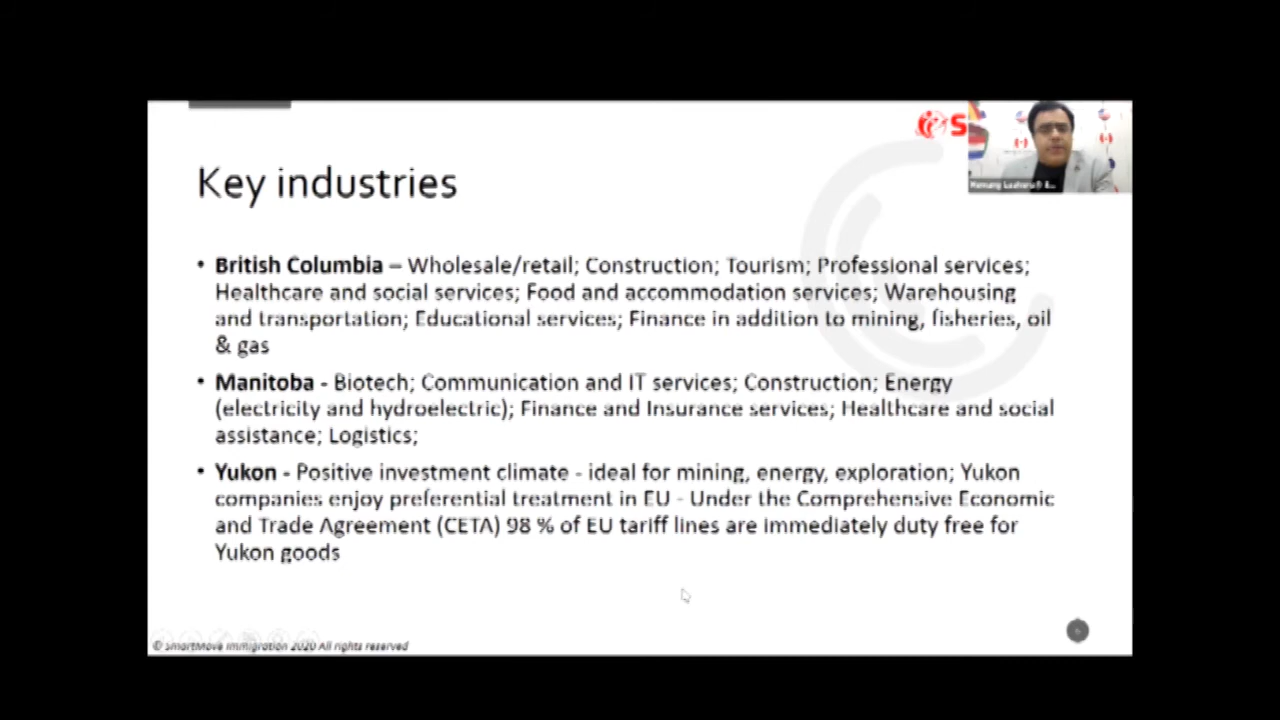 S
Key industries
• British Columbia – Wholesale/retail; Construction; Tourism; Professional services;
Healthcare and social services; Food and accommodation services; Warehousing
and transportation; Educational services; Finance in addition to mining, fisheries, oil
& gas
• Manitoba - Biotech; Communication and IT services; Construction; Energy
(electricity and hydroelectric); Finance and Insurance services; Healthcare and social
assistance; Logistics;
• Yukon - Positive investment climate - ideal for mining, energy, exploration; Yukon
companies enjoy preferential treatment in EU - Under the Comprehensive Economic
and Trade Agreement (CETA) 98 % of EU tariff lines are immediately duty free for
Yukon goods
© SmartMove Immigration 2020 All rights reserved